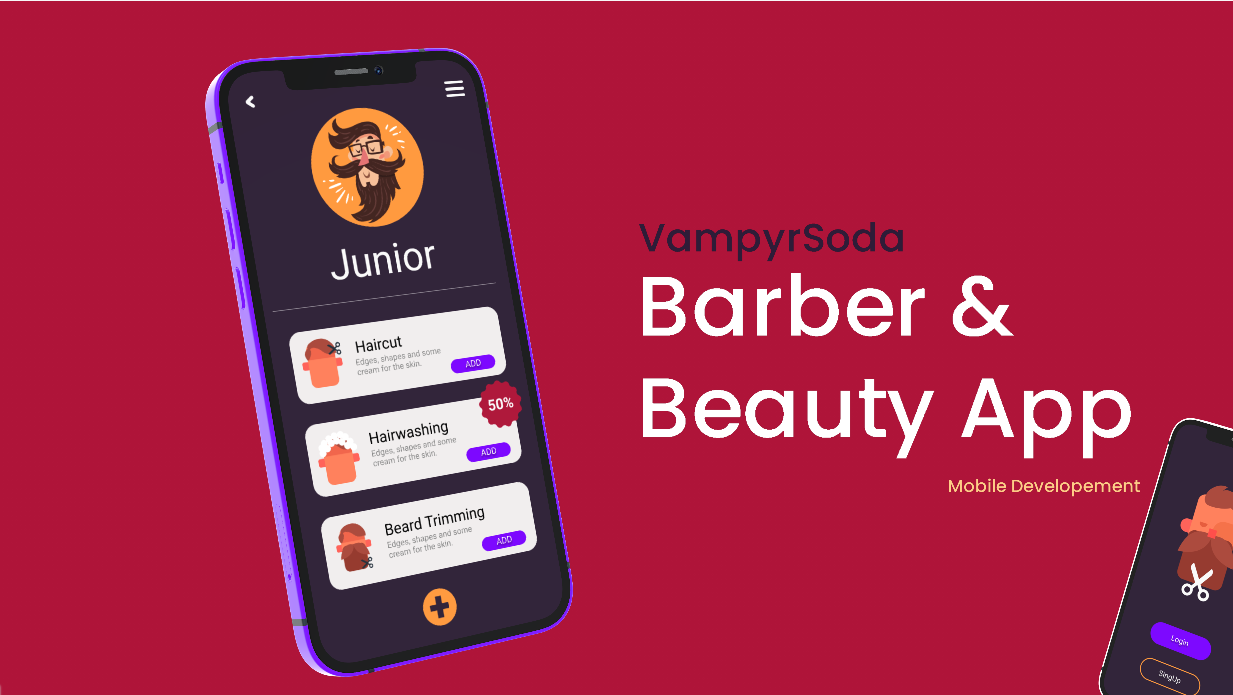 Junior
Haircut
Edges, shapes and some
cream for the skin.
ADD
50%
Hairwashing
Edges, shapes and some
cream for the skin.
ADD
Beard Trimming
Edges, shapes and some
cream for the skin.
ADD
VampyrSoda
Barber &
Beauty App
Mobile Developement
Login
SingUp